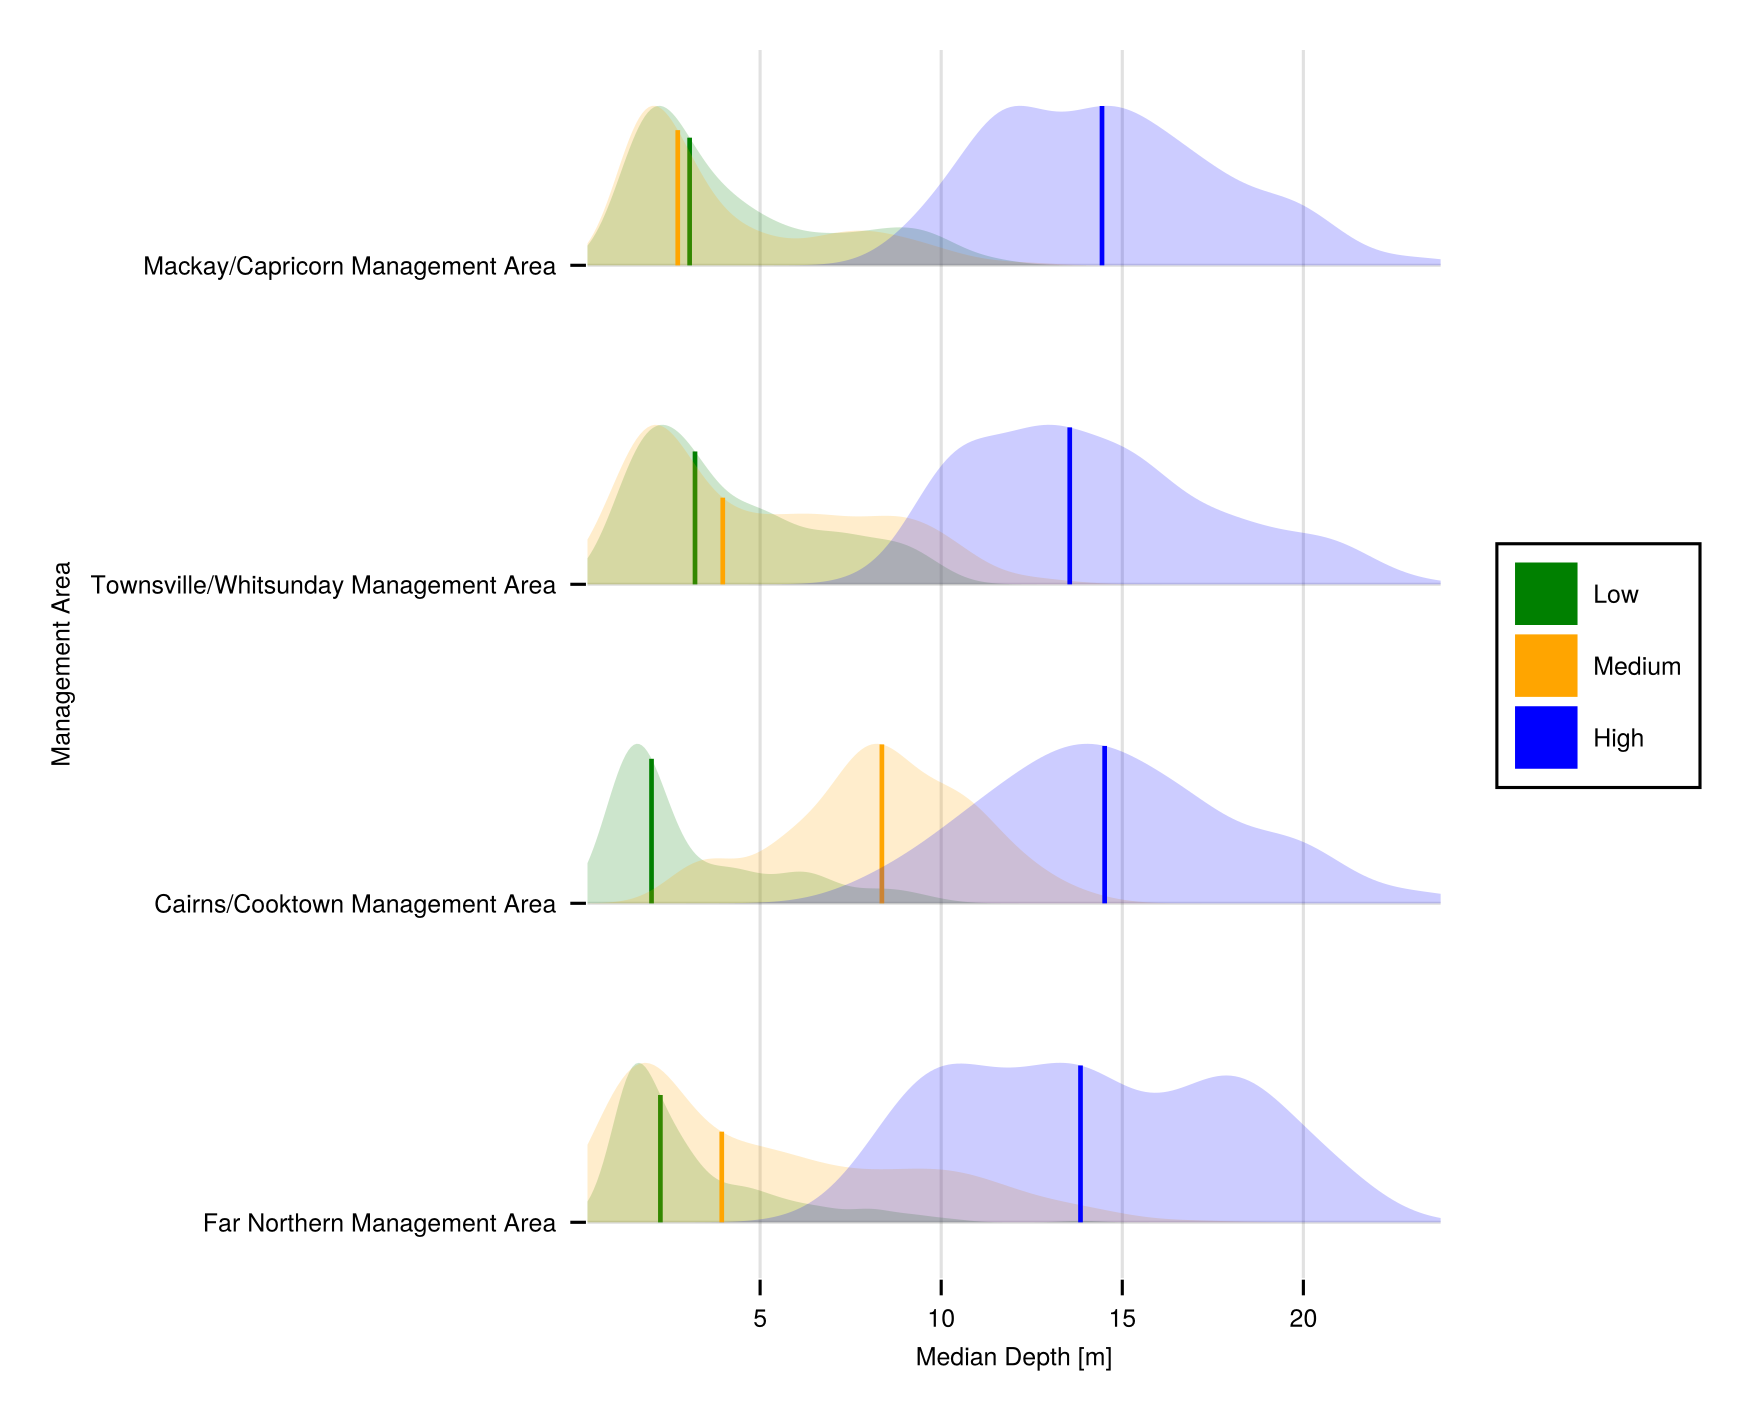 Mackay/Capricorn Management Area
Townsville/Whitsunday Management Area
Cairns/Cooktown Management Area
Far Northern Management Area
Management Area
5 10 15 20
Median Depth [m]
Low
Medium
High